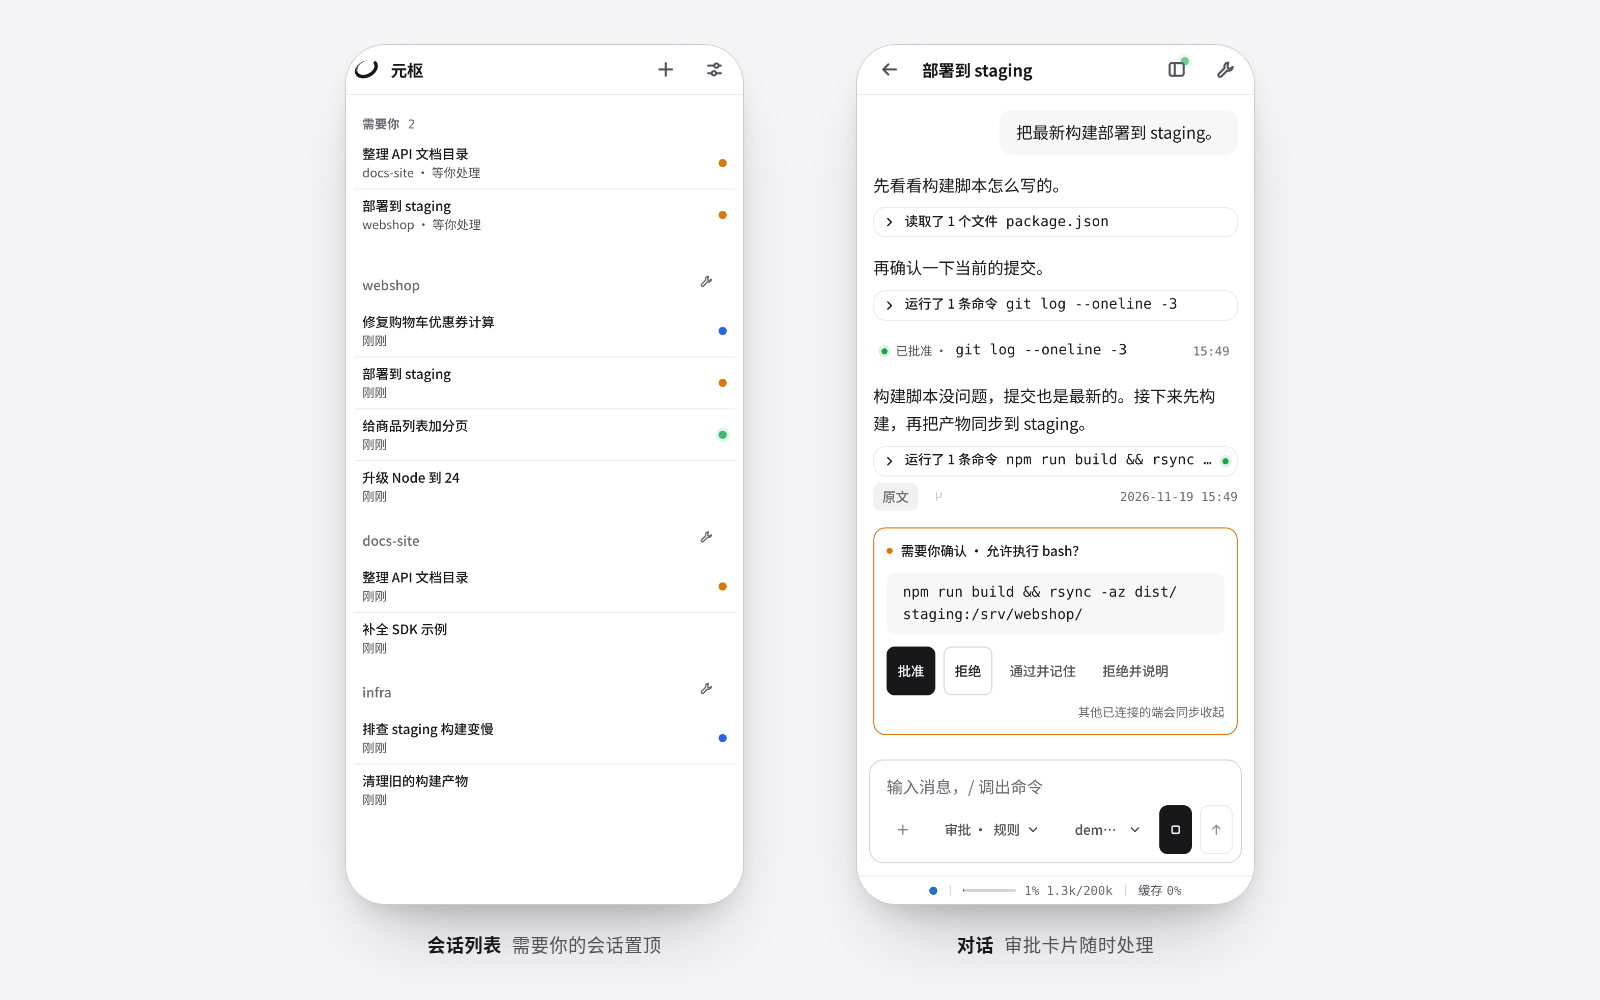 元枢
需要你 2
整理 API 文档目录
docs-site • 等你处理
部署到 staging
webshop • 等你处理
webshop
修复购物车优惠券计算
刚刚
部署到 staging
刚刚
给商品列表加分页
刚刚
升级 Node 到 24
刚刚
docs-site
整理 API 文档目录
刚刚
补全 SDK 示例
刚刚
infra
排查 staging 构建变慢
刚刚
清理旧的构建产物
刚刚
会话列表 需要你的会话置顶
部署到 staging
把最新构建部署到 staging。
先看看构建脚本怎么写的。
读取了 1 个文件 package.json
再确认一下当前的提交。
运行了 1 条命令 git log --oneline -3
已批准 • git log --oneline -3 15:49
构建脚本没问题，提交也是最新的。接下来先构
建，再把产物同步到 staging。
运行了 1 条命令 npm run build && rsync …
原文 2026-11-19 15:49
需要你确认 • 允许执行 bash?
npm run build && rsync -az dist/
staging:/srv/webshop/
批准 拒绝 通过并记住 拒绝并说明
其他已连接的端会同步收起
输入消息，/ 调出命令
审批 • 规则 dem…
1% 1.3k/200k 缓存 0%
对话 审批卡片随时处理